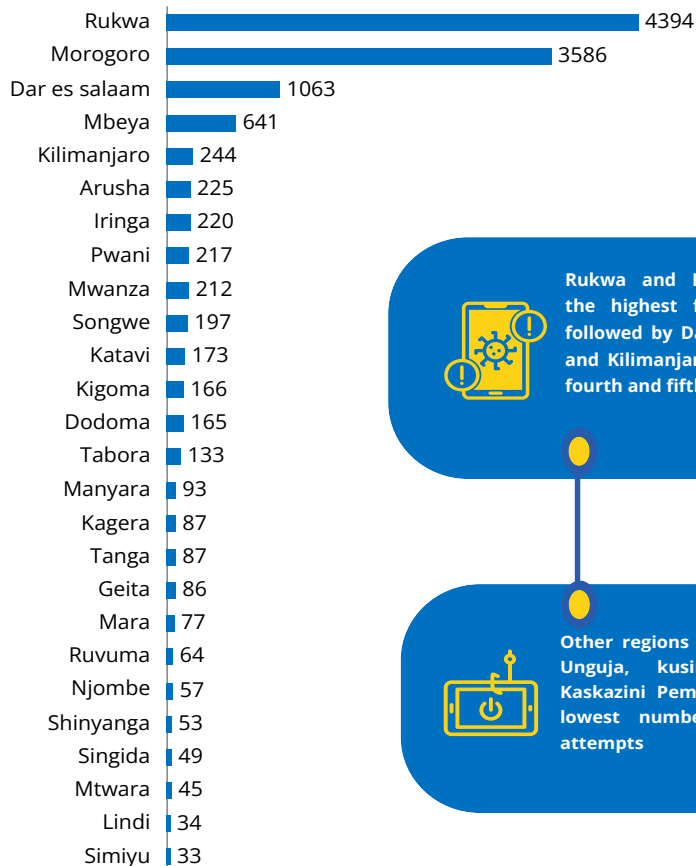 Rukwa 4394
Morogoro 3586
Dar es salaam 1063
Mbeya 641
Kilimanjaro 244
Arusha 225
Iringa 220
Pwani 217
Mwanza 212
Songwe 197
Katavi 173
Kigoma 166
Dodoma 165
Tabora 133
Manyara 93
Kagera 87
Tanga 87
Geita 86
Mara 77
Ruvuma 64
Njombe 57
Shinyanga 53
Singida 49
Mtwara 45
Lindi 34
Simiyu 33
Rukwa and
the highest
followed by
and Kilimanjar
fourth and fift
Other regions
Unguja, kusi
Kaskazini Pem
lowest numbe
attempts